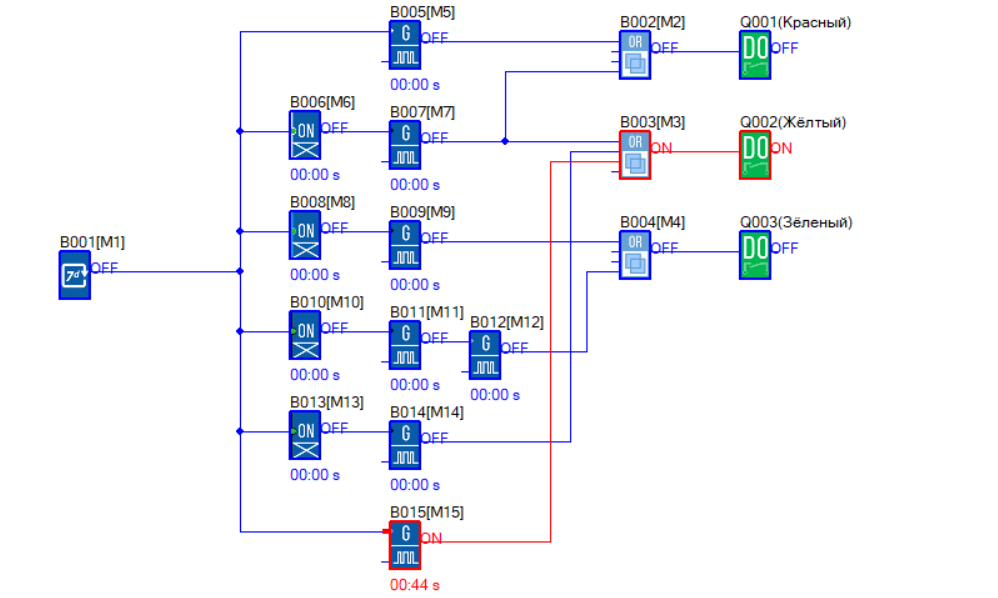 B005[M5]
G OFF
00:00 s
B002[M2]
OR OFF
Q001(Красный)
DO OFF
B006[M6]
ON OFF
00:00 s
B007[M7]
G OFF
00:00 s
B003[M3]
OR ON
Q002(Жёлтый)
DO ON
B008[M8]
ON OFF
00:00 s
B009[M9]
G OFF
00:00 s
B004[M4]
OR OFF
Q003(Зёленый)
DO OFF
B001[M1]
7d OFF
B010[M10]
ON OFF
00:00 s
B011[M11]
G OFF
00:00 s
B012[M12]
G OFF
00:00 s
B013[M13]
ON OFF
00:00 s
B014[M14]
G OFF
00:00 s
B015[M15]
G ON
00:44 s